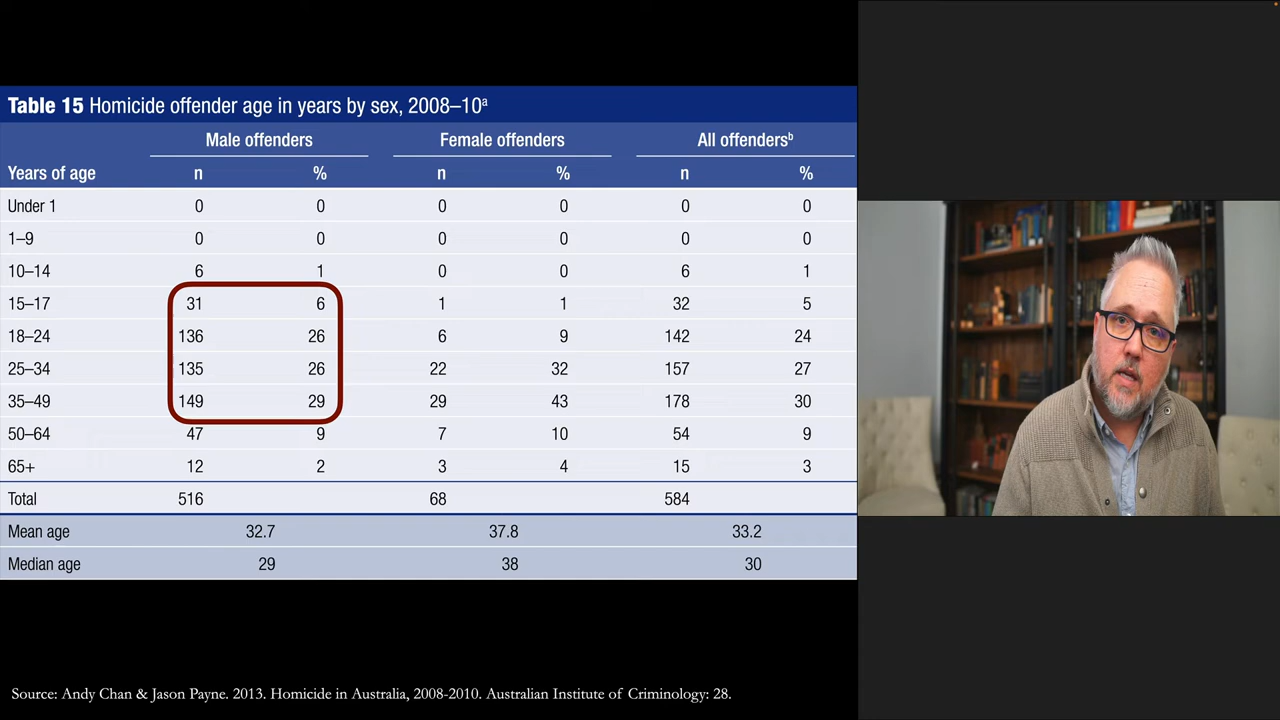 Table 15 Homicide offender age in years by sex, 2008–10ᵃ
Male offenders Female offenders All offendersᵇ
Years of age n % n % n %
Under 1 0 0 0 0 0 0
1–9 0 0 0 0 0 0
10–14 6 1 0 0 6 1
15–17 31 6 1 1 32 5
18–24 136 26 6 9 142 24
25–34 135 26 22 32 157 27
35–49 149 29 29 43 178 30
50–64 47 9 7 10 54 9
65+ 12 2 3 4 15 3
Total 516 68 584
Mean age 32.7 37.8 33.2
Median age 29 38 30
Source: Andy Chan & Jason Payne. 2013. Homicide in Australia, 2008-2010. Australian Institute of Criminology: 28.